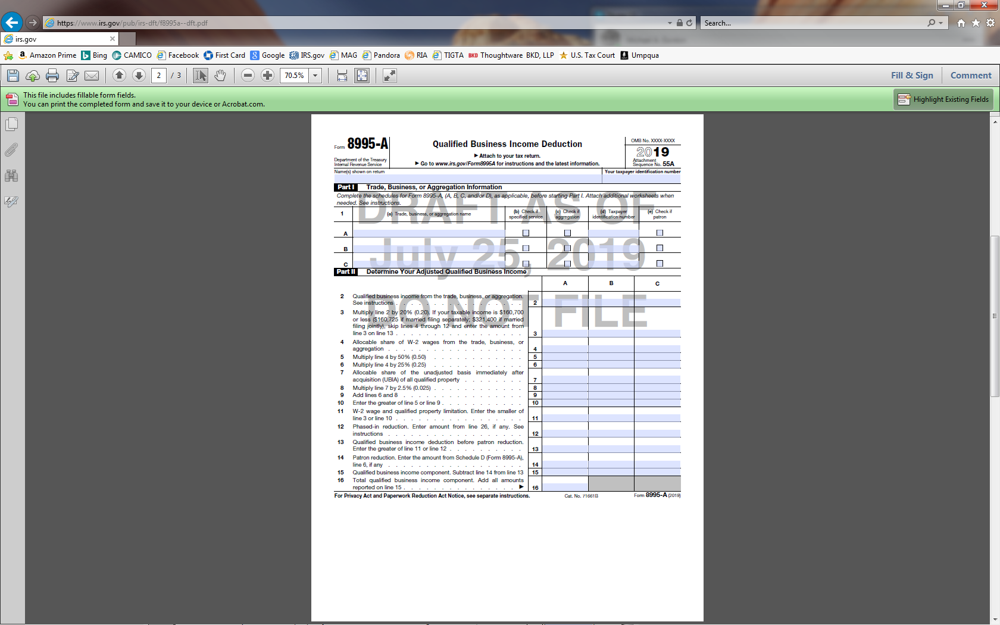 https://www.irs.gov/pub/irs-dft/f8995a--dft.pdf
Search...
irs.gov
Amazon Prime Bing CAMICO Facebook First Card Google IRS.gov MAG Pandora RIA TIGTA BKD Thoughtware BKD, LLP U.S. Tax Court Umpqua
2 / 3 70.5% Fill & Sign Comment
This file includes fillable form fields.
You can print the completed form and save it to your device or Acrobat.com.
Highlight Existing Fields
Form 8995-A
Department of the Treasury
Internal Revenue Service
Qualified Business Income Deduction
▶ Attach to your tax return.
▶ Go to www.irs.gov/Form8995A for instructions and the latest information.
OMB No. XXXX-XXXX
2019
Attachment
Sequence No. 55A
Name(s) shown on return
Your taxpayer identification number
Part I Trade, Business, or Aggregation Information
Complete the schedules for Form 8995-A, (A, B, C, and/or D), as applicable, before starting Part I. Attach additional worksheets when
needed. See instructions.
DRAFT AS OF
July 25, 2019
DO NOT FILE
1 (a) Trade, business, or aggregation name
(b) Check if
specified service
(c) Check if
aggregation
(d) Taxpayer
identification number
(e) Check if
patron
A
B
C
Part II Determine Your Adjusted Qualified Business Income
A B C
2 Qualified business income from the trade, business, or aggregation.
See instructions . . . . . . . . . . . . . . . . . 2
3 Multiply line 2 by 20% (0.20). If your taxable income is $160,700
or less ($160,725 if married filing separately; $321,400 if married
filing jointly), skip lines 4 through 12 and enter the amount from
line 3 on line 13 . . . . . . . . . . . . . . . . . 3
4 Allocable share of W-2 wages from the trade, business, or
aggregation . . . . . . . . . . . . . . . . . . 4
5 Multiply line 4 by 50% (0.50) . . . . . . . . . . . . 5
6 Multiply line 4 by 25% (0.25) . . . . . . . . . . . . 6
7 Allocable share of the unadjusted basis immediately after
acquisition (UBIA) of all qualified property . . . . . . . . 7
8 Multiply line 7 by 2.5% (0.025) . . . . . . . . . . . . 8
9 Add lines 6 and 8 . . . . . . . . . . . . . . . . 9
10 Enter the greater of line 5 or line 9 . . . . . . . . . . . 10
11 W-2 wage and qualified property limitation. Enter the smaller of
line 3 or line 10 . . . . . . . . . . . . . . . . . 11
12 Phased-in reduction. Enter amount from line 26, if any. See
instructions . . . . . . . . . . . . . . . . . . 12
13 Qualified business income deduction before patron reduction.
Enter the greater of line 11 or line 12 . . . . . . . . . . 13
14 Patron reduction. Enter the amount from Schedule D (Form 8995-A),
line 6, if any . . . . . . . . . . . . . . . . . . 14
15 Qualified business income component. Subtract line 14 from line 13 15
16 Total qualified business income component. Add all amounts
reported on line 15 . . . . . . . . . . . . . . . ▶ 16
For Privacy Act and Paperwork Reduction Act Notice, see separate instructions. Cat. No. 71661B Form 8995-A (2019)